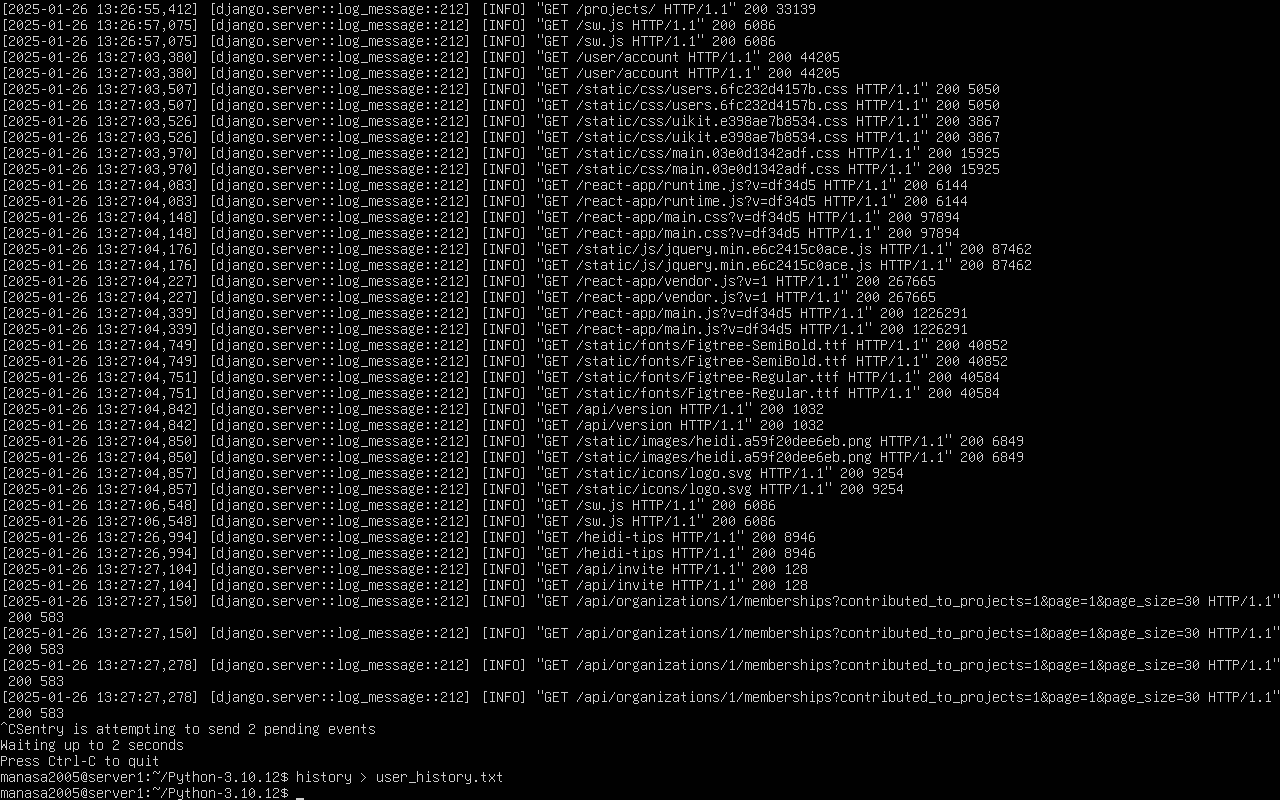 [2025-01-26 13:26:55,412] [django.server::log_message::212] [INFO] "GET /projects/ HTTP/1.1" 200 33139
[2025-01-26 13:26:57,075] [django.server::log_message::212] [INFO] "GET /sw.js HTTP/1.1" 200 6086
[2025-01-26 13:26:57,075] [django.server::log_message::212] [INFO] "GET /sw.js HTTP/1.1" 200 6086
[2025-01-26 13:27:03,380] [django.server::log_message::212] [INFO] "GET /user/account HTTP/1.1" 200 44205
[2025-01-26 13:27:03,380] [django.server::log_message::212] [INFO] "GET /user/account HTTP/1.1" 200 44205
[2025-01-26 13:27:03,507] [django.server::log_message::212] [INFO] "GET /static/css/users.6fc232d4157b.css HTTP/1.1" 200 5050
[2025-01-26 13:27:03,507] [django.server::log_message::212] [INFO] "GET /static/css/users.6fc232d4157b.css HTTP/1.1" 200 5050
[2025-01-26 13:27:03,526] [django.server::log_message::212] [INFO] "GET /static/css/uikit.e398ae7b8534.css HTTP/1.1" 200 3867
[2025-01-26 13:27:03,526] [django.server::log_message::212] [INFO] "GET /static/css/uikit.e398ae7b8534.css HTTP/1.1" 200 3867
[2025-01-26 13:27:03,970] [django.server::log_message::212] [INFO] "GET /static/css/main.03e0d1342adf.css HTTP/1.1" 200 15925
[2025-01-26 13:27:03,970] [django.server::log_message::212] [INFO] "GET /static/css/main.03e0d1342adf.css HTTP/1.1" 200 15925
[2025-01-26 13:27:04,083] [django.server::log_message::212] [INFO] "GET /react-app/runtime.js?v=df34d5 HTTP/1.1" 200 6144
[2025-01-26 13:27:04,083] [django.server::log_message::212] [INFO] "GET /react-app/runtime.js?v=df34d5 HTTP/1.1" 200 6144
[2025-01-26 13:27:04,148] [django.server::log_message::212] [INFO] "GET /react-app/main.css?v=df34d5 HTTP/1.1" 200 97894
[2025-01-26 13:27:04,148] [django.server::log_message::212] [INFO] "GET /react-app/main.css?v=df34d5 HTTP/1.1" 200 97894
[2025-01-26 13:27:04,176] [django.server::log_message::212] [INFO] "GET /static/js/jquery.min.e6c2415c0ace.js HTTP/1.1" 200 87462
[2025-01-26 13:27:04,176] [django.server::log_message::212] [INFO] "GET /static/js/jquery.min.e6c2415c0ace.js HTTP/1.1" 200 87462
[2025-01-26 13:27:04,227] [django.server::log_message::212] [INFO] "GET /react-app/vendor.js?v=1 HTTP/1.1" 200 267665
[2025-01-26 13:27:04,227] [django.server::log_message::212] [INFO] "GET /react-app/vendor.js?v=1 HTTP/1.1" 200 267665
[2025-01-26 13:27:04,339] [django.server::log_message::212] [INFO] "GET /react-app/main.js?v=df34d5 HTTP/1.1" 200 1226291
[2025-01-26 13:27:04,339] [django.server::log_message::212] [INFO] "GET /react-app/main.js?v=df34d5 HTTP/1.1" 200 1226291
[2025-01-26 13:27:04,749] [django.server::log_message::212] [INFO] "GET /static/fonts/Figtree-SemiBold.ttf HTTP/1.1" 200 40852
[2025-01-26 13:27:04,749] [django.server::log_message::212] [INFO] "GET /static/fonts/Figtree-SemiBold.ttf HTTP/1.1" 200 40852
[2025-01-26 13:27:04,751] [django.server::log_message::212] [INFO] "GET /static/fonts/Figtree-Regular.ttf HTTP/1.1" 200 40584
[2025-01-26 13:27:04,751] [django.server::log_message::212] [INFO] "GET /static/fonts/Figtree-Regular.ttf HTTP/1.1" 200 40584
[2025-01-26 13:27:04,842] [django.server::log_message::212] [INFO] "GET /api/version HTTP/1.1" 200 1032
[2025-01-26 13:27:04,842] [django.server::log_message::212] [INFO] "GET /api/version HTTP/1.1" 200 1032
[2025-01-26 13:27:04,850] [django.server::log_message::212] [INFO] "GET /static/images/heidi.a59f20dee6eb.png HTTP/1.1" 200 6849
[2025-01-26 13:27:04,850] [django.server::log_message::212] [INFO] "GET /static/images/heidi.a59f20dee6eb.png HTTP/1.1" 200 6849
[2025-01-26 13:27:04,857] [django.server::log_message::212] [INFO] "GET /static/icons/logo.svg HTTP/1.1" 200 9254
[2025-01-26 13:27:04,857] [django.server::log_message::212] [INFO] "GET /static/icons/logo.svg HTTP/1.1" 200 9254
[2025-01-26 13:27:06,548] [django.server::log_message::212] [INFO] "GET /sw.js HTTP/1.1" 200 6086
[2025-01-26 13:27:06,548] [django.server::log_message::212] [INFO] "GET /sw.js HTTP/1.1" 200 6086
[2025-01-26 13:27:26,994] [django.server::log_message::212] [INFO] "GET /heidi-tips HTTP/1.1" 200 8946
[2025-01-26 13:27:26,994] [django.server::log_message::212] [INFO] "GET /heidi-tips HTTP/1.1" 200 8946
[2025-01-26 13:27:27,104] [django.server::log_message::212] [INFO] "GET /api/invite HTTP/1.1" 200 128
[2025-01-26 13:27:27,104] [django.server::log_message::212] [INFO] "GET /api/invite HTTP/1.1" 200 128
[2025-01-26 13:27:27,150] [django.server::log_message::212] [INFO] "GET /api/organizations/1/memberships?contributed_to_projects=1&page=1&page_size=30 HTTP/1.1"
 200 583
[2025-01-26 13:27:27,150] [django.server::log_message::212] [INFO] "GET /api/organizations/1/memberships?contributed_to_projects=1&page=1&page_size=30 HTTP/1.1"
 200 583
[2025-01-26 13:27:27,278] [django.server::log_message::212] [INFO] "GET /api/organizations/1/memberships?contributed_to_projects=1&page=1&page_size=30 HTTP/1.1"
 200 583
[2025-01-26 13:27:27,278] [django.server::log_message::212] [INFO] "GET /api/organizations/1/memberships?contributed_to_projects=1&page=1&page_size=30 HTTP/1.1"
 200 583
^CSentry is attempting to send 2 pending events
Waiting up to 2 seconds
Press Ctrl-C to quit
manasa2005@server1:~/Python-3.10.12$ history > user_history.txt
manasa2005@server1:~/Python-3.10.12$ _